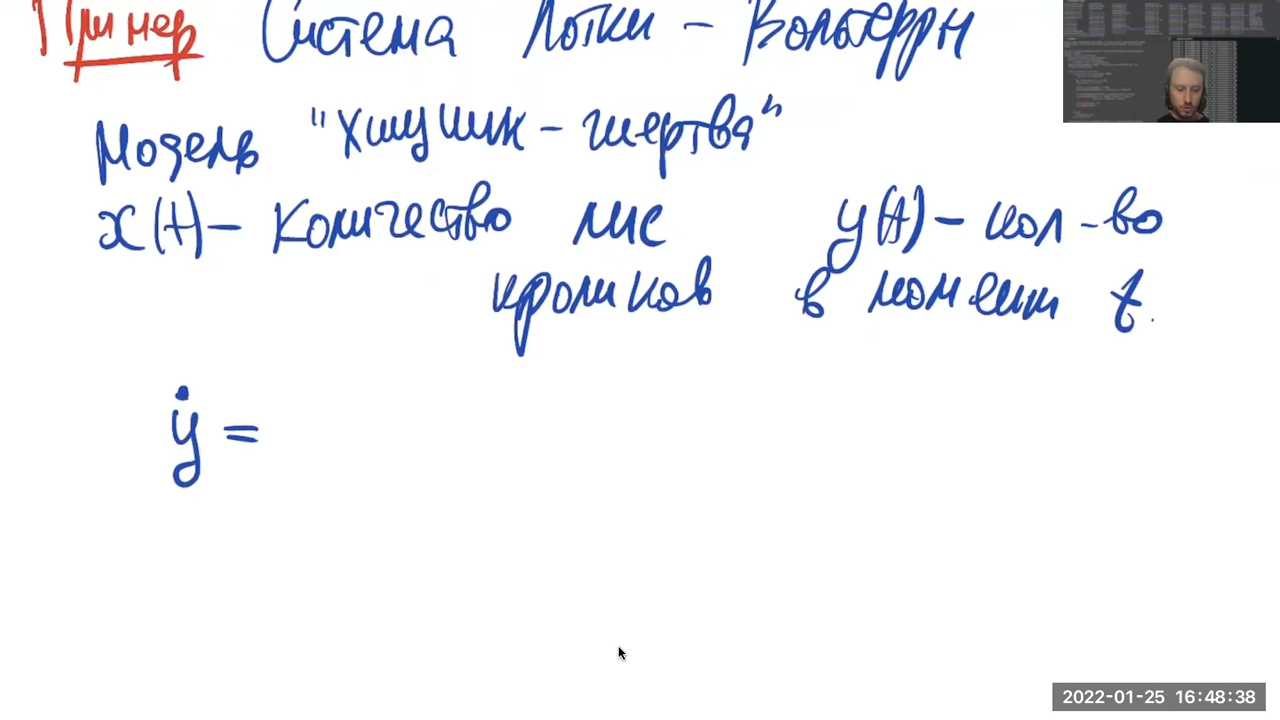 Пример Система Лотки - Вольтерры
Модель "хищник - жертва"
x(t) - количество лис y(t) - кол-во
кроликов в момент t.
ẏ =
2022-01-25 16:48:38